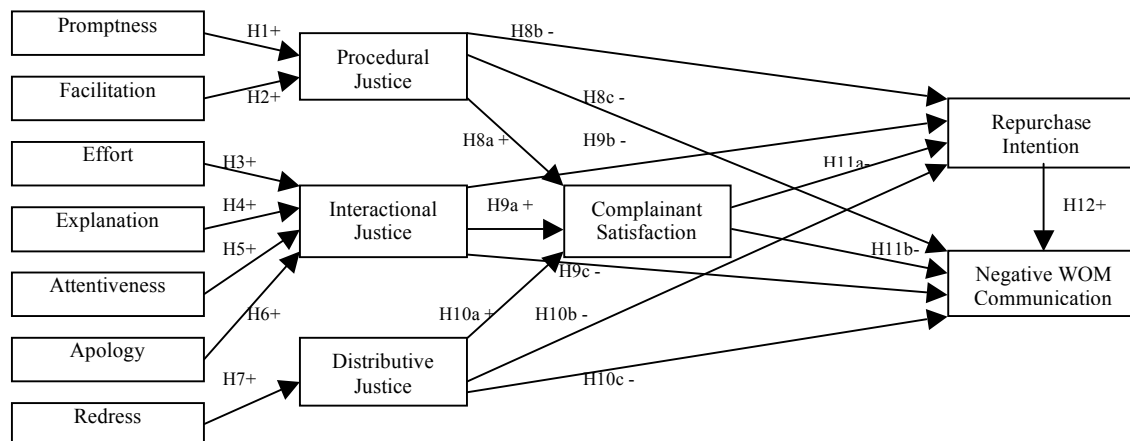 Promptness
Facilitation
Effort
Explanation
Attentiveness
Apology
Redress
H1+
H2+
H3+
H4+
H5+
H6+
H7+
Procedural
Justice
Interactional
Justice
Distributive
Justice
H8a +
H9a +
H10a +
Complainant
Satisfaction
H8b -
H8c -
H9b -
H11a-
H11b-
H9c -
H10b -
H10c -
Repurchase
Intention
H12+
Negative WOM
Communication